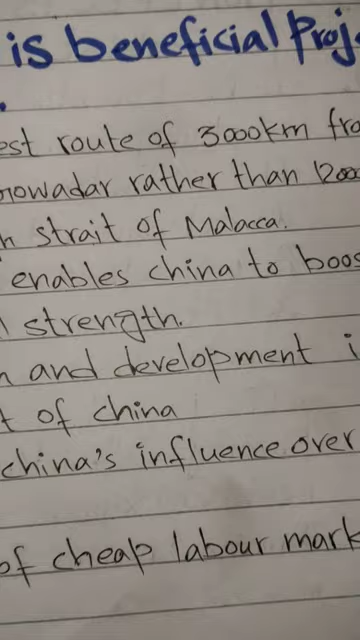 is beneficial Proj
.
est route of 3000km fro
owadar rather than 1200
h strait of Malacca.
enables china to boos
l strength.
n and development i
t of china
china's influence over
of cheap labour mark